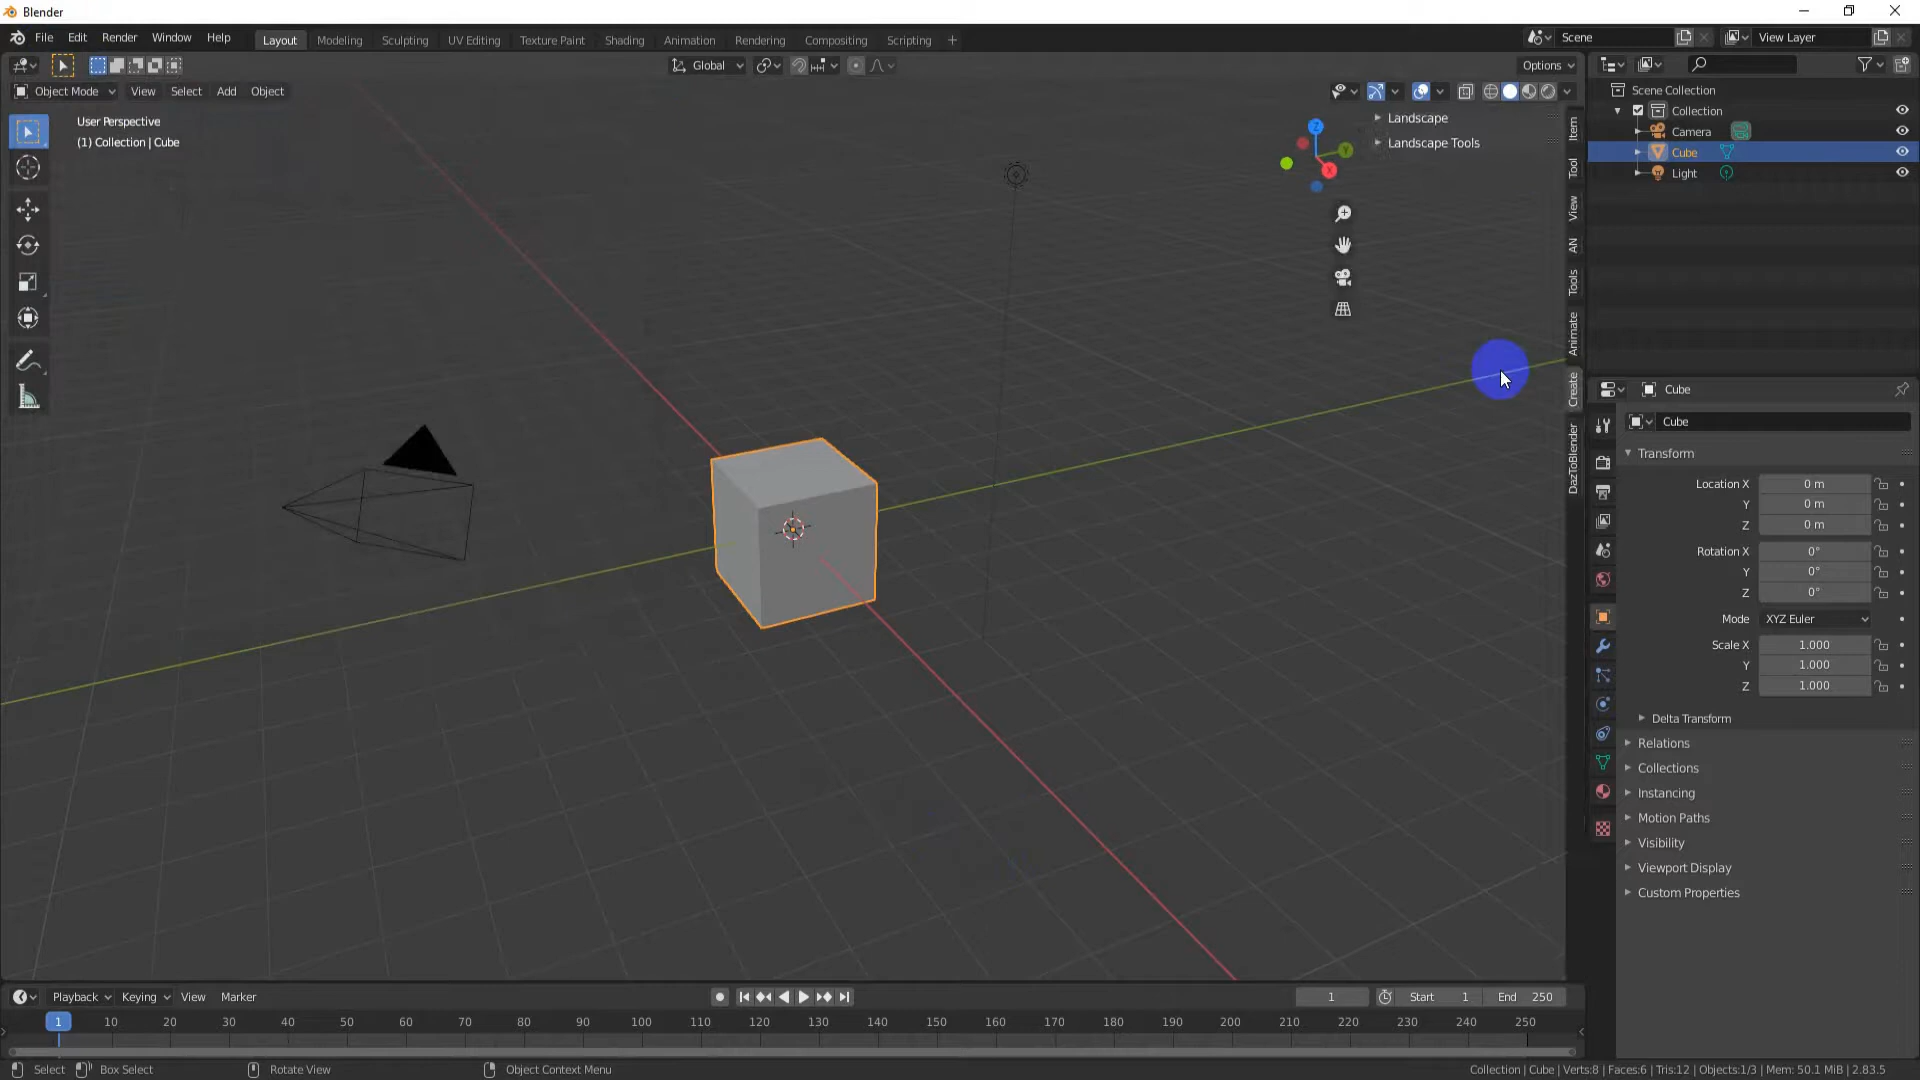 Blender
File Edit Render Window Help Layout Modeling Sculpting UV Editing Texture Paint Shading Animation Rendering Compositing Scripting + Scene View Layer
Global Options
Object Mode View Select Add Object
User Perspective
(1) Collection | Cube
Z
Y
X
Landscape
Landscape Tools
Item
Tool
View
AN
Tools
Animate
Create
DazToBlender
Scene Collection
Collection
Camera
Cube
Light
Cube
Cube
Transform
Location X 0 m
Y 0 m
Z 0 m
Rotation X 0°
Y 0°
Z 0°
Mode XYZ Euler
Scale X 1.000
Y 1.000
Z 1.000
Delta Transform
Relations
Collections
Instancing
Motion Paths
Visibility
Viewport Display
Custom Properties
Playback Keying View Marker 1 Start 1 End 250
1 10 20 30 40 50 60 70 80 90 100 110 120 130 140 150 160 170 180 190 200 210 220 230 240 250
Select Box Select Rotate View Object Context Menu Collection | Cube | Verts:8 | Faces:6 | Tris:12 | Objects:1/3 | Mem: 50.1 MiB | 2.83.5